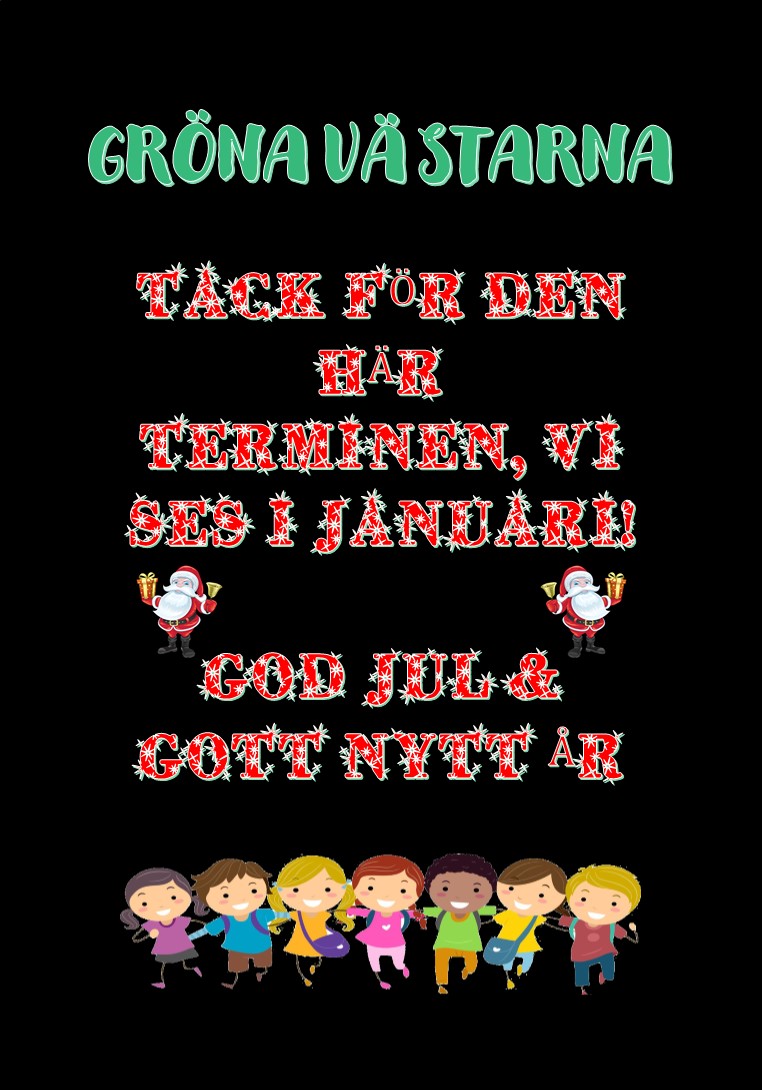 GRÖNA VÄSTARNA
TACK FÖR DEN
HÄR
TERMINEN, VI
SES I JANUARI!
GOD JUL &
GOTT NYTT ÅR